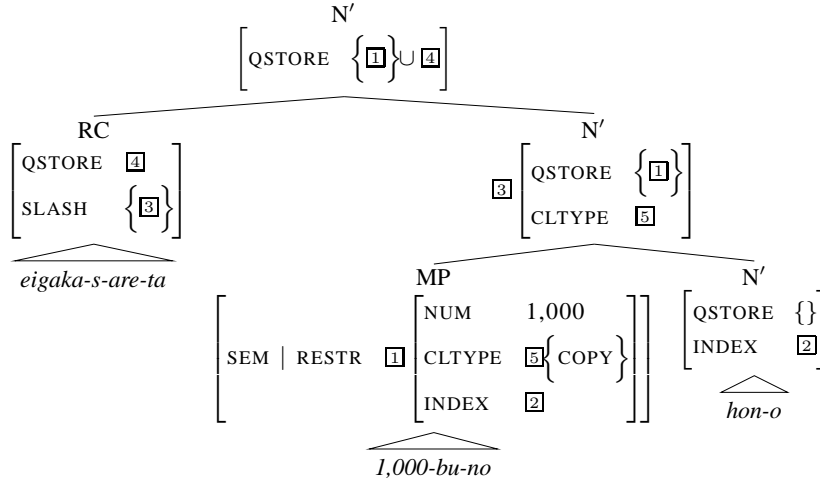 N′
[QSTORE {[1]} ∪ [4]]
RC N′
[QSTORE [4] [3] [QSTORE {[1]}
SLASH {[3]}] CLTYPE [5]]
eigaka-s-are-ta
MP N′
[SEM | RESTR [1] [NUM 1,000 [QSTORE {}
CLTYPE [5]{COPY} INDEX [2]]
INDEX [2]]]
hon-o
1,000-bu-no